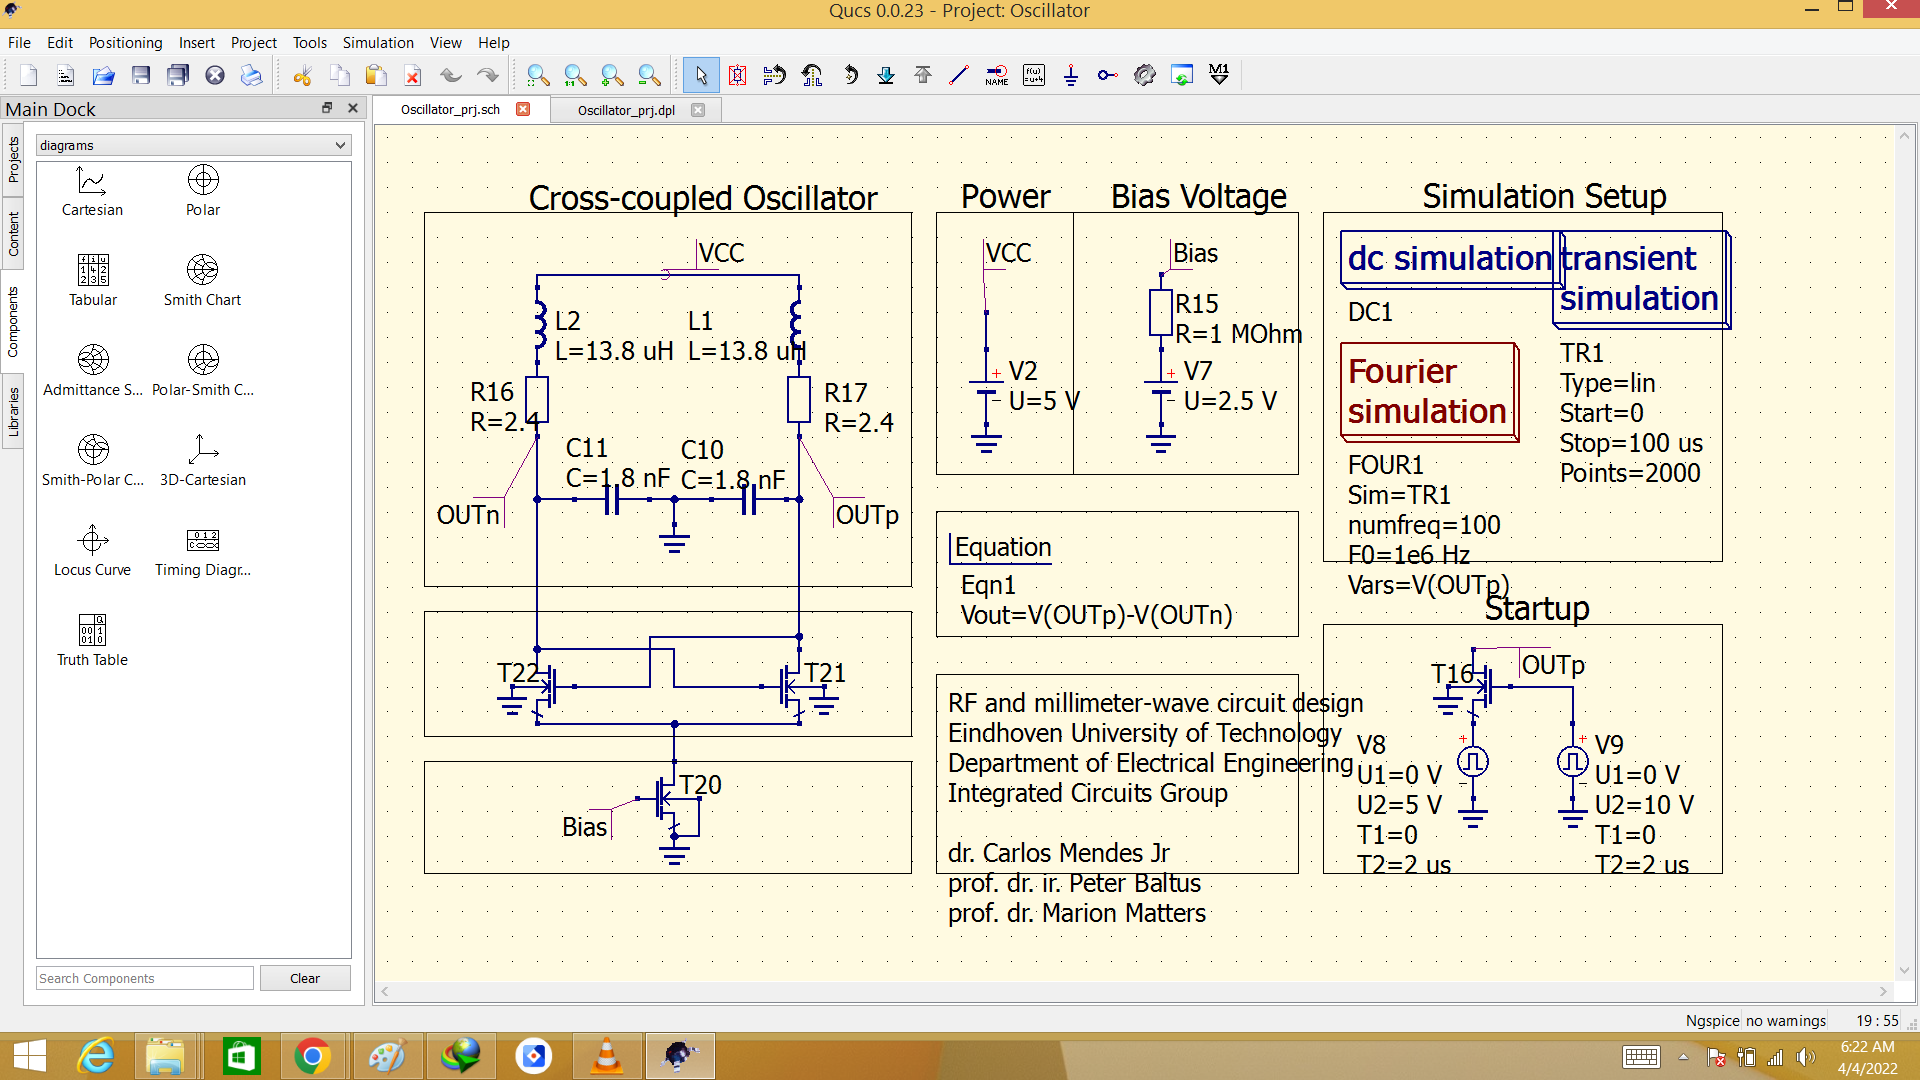 Qucs 0.0.23 - Project: Oscillator
File Edit Positioning Insert Project Tools Simulation View Help
NAME
f(u)
=u+4
M1
Main Dock
Oscillator_prj.sch
Oscillator_prj.dpl
Projects
Content
Components
Libraries
diagrams
Cartesian
Polar
Tabular
Smith Chart
Admittance S...
Polar-Smith C...
Smith-Polar C...
3D-Cartesian
Locus Curve
Timing Diagr...
Truth Table
Search Components
Clear
Cross-coupled Oscillator
VCC
L2
L=13.8 uH
L1
L=13.8 uH
R16
R=2.4
R17
R=2.4
C11
C=1.8 nF
C10
C=1.8 nF
OUTn
OUTp
T22
T21
T20
Bias
Power
VCC
V2
U=5 V
Bias Voltage
Bias
R15
R=1 MOhm
V7
U=2.5 V
Equation
Eqn1
Vout=V(OUTp)-V(OUTn)
RF and millimeter-wave circuit design
Eindhoven University of Technology
Department of Electrical Engineering
Integrated Circuits Group
dr. Carlos Mendes Jr
prof. dr. ir. Peter Baltus
prof. dr. Marion Matters
Simulation Setup
dc simulation
DC1
transient
simulation
TR1
Type=lin
Start=0
Stop=100 us
Points=2000
Fourier
simulation
FOUR1
Sim=TR1
numfreq=100
F0=1e6 Hz
Vars=V(OUTp)
Startup
T16
OUTp
V8
U1=0 V
U2=5 V
T1=0
T2=2 us
V9
U1=0 V
U2=10 V
T1=0
T2=2 us
Ngspice no warnings 19 : 55
6:22 AM
4/4/2022